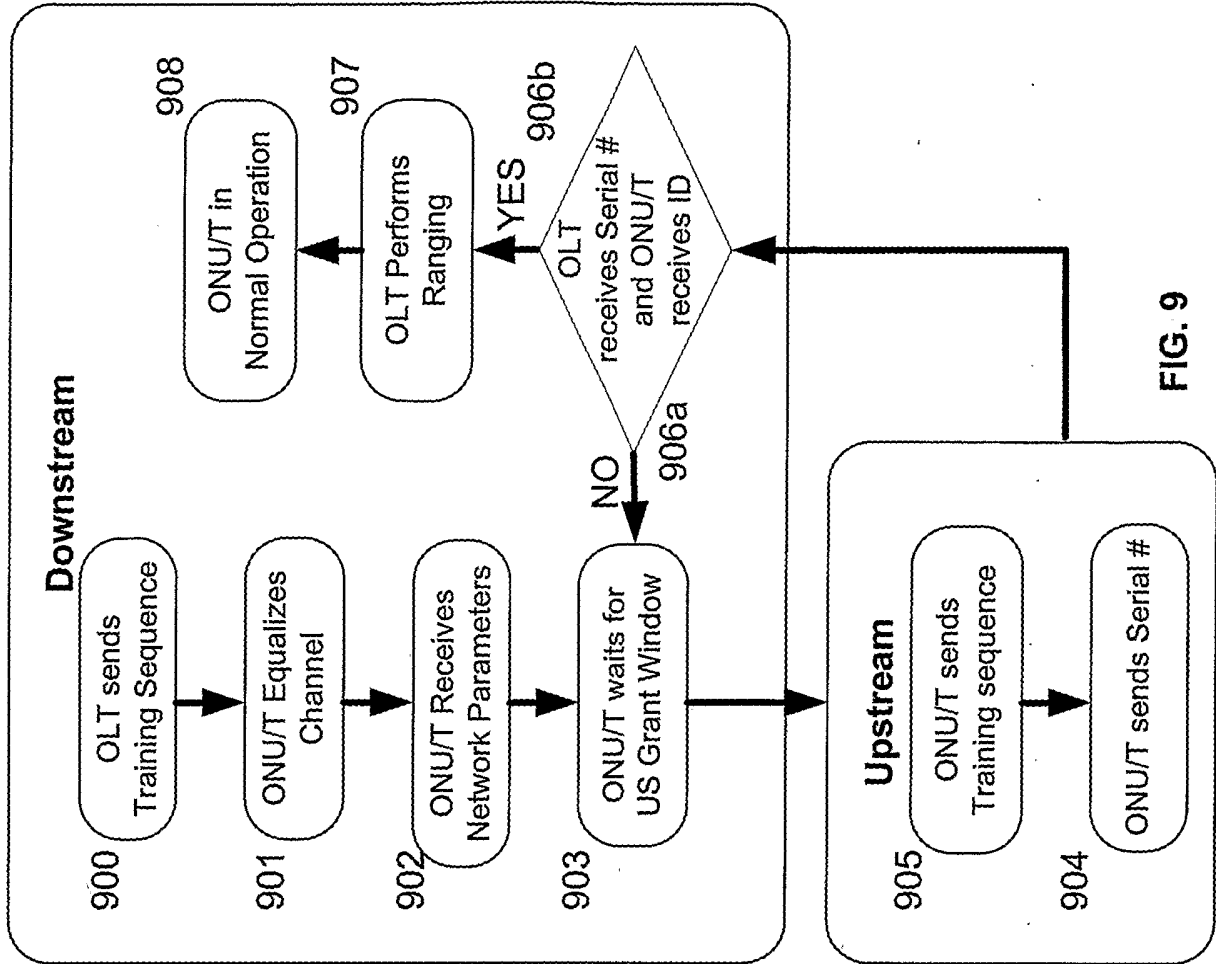 Downstream
900
OLT sends
Training Sequence
901
ONU/T Equalizes
Channel
902
ONU/T Receives
Network Parameters
903
ONU/T waits for
US Grant Window
908
ONU/T in
Normal Operation
907
OLT Performs
Ranging
YES
906b
OLT
receives Serial #
and ONU/T
receives ID
NO
906a
Upstream
905
ONU/T sends
Training sequence
904
ONU/T sends Serial #
FIG. 9